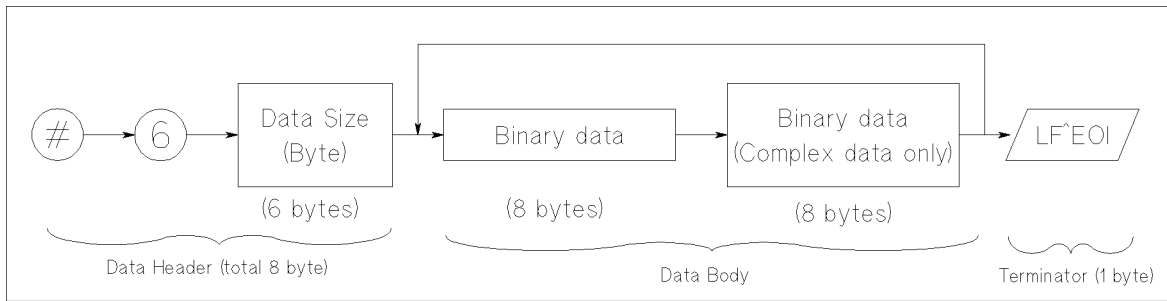 #
6
Data Size
(Byte)
Binary data
Binary data
(Complex data only)
LF^EOI
(6 bytes)
(8 bytes)
(8 bytes)
Data Header (total 8 byte)
Data Body
Terminator (1 byte)